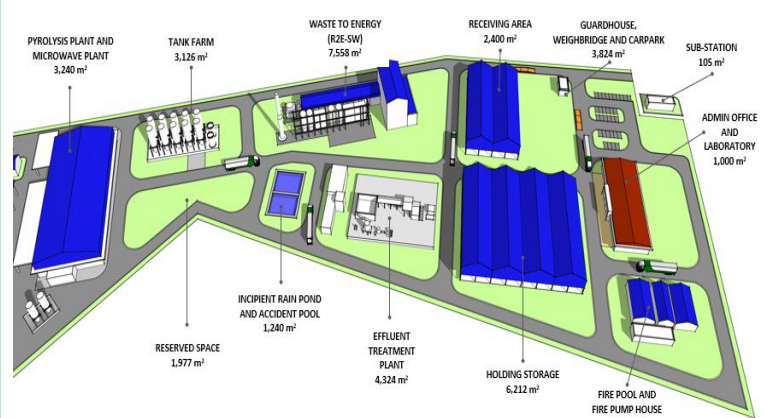 PYROLYSIS PLANT AND
MICROWAVE PLANT
3,240 m²
TANK FARM
3,126 m²
WASTE TO ENERGY
(R2E-SW)
7,558 m²
RECEIVING AREA
2,400 m²
GUARDHOUSE,
WEIGHBRIDGE AND CARPARK
3,824 m²
SUB-STATION
105 m²
ADMIN OFFICE
AND
LABORATORY
1,000 m²
INCIPIENT RAIN POND
AND ACCIDENT POOL
1,240 m²
RESERVED SPACE
1,977 m²
EFFLUENT
TREATMENT
PLANT
4,324 m²
HOLDING STORAGE
6,212 m²
FIRE POOL AND
FIRE PUMP HOUSE